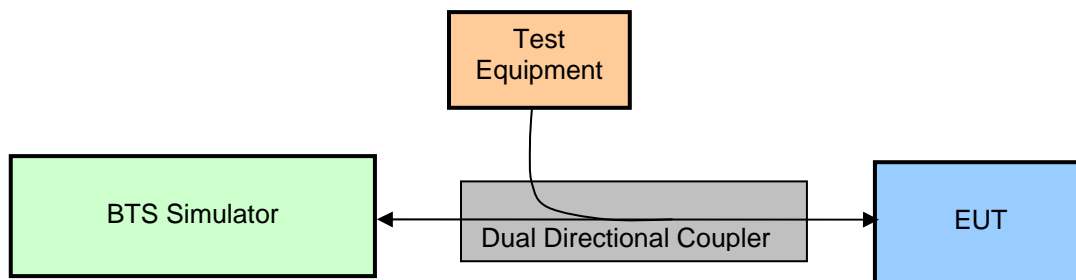 Test
Equipment
BTS Simulator
Dual Directional Coupler
EUT